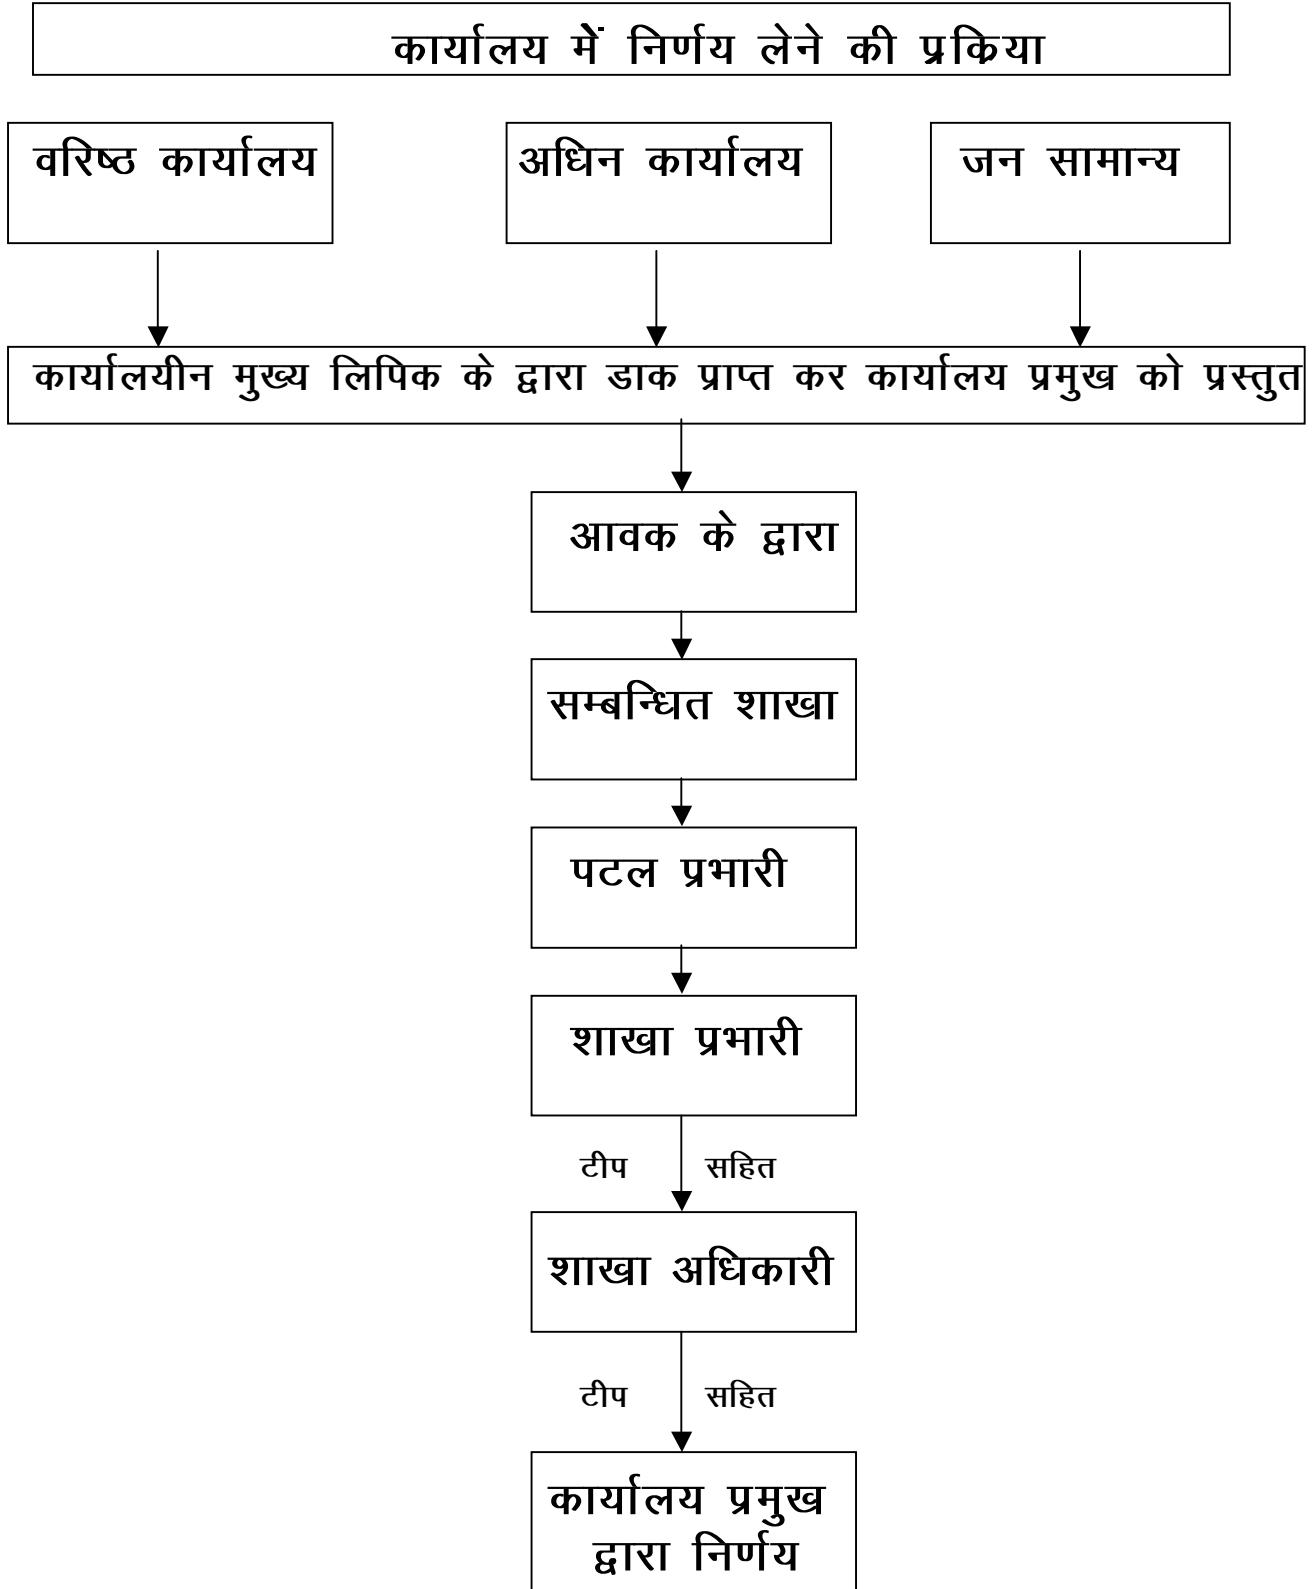 कार्यालय में निर्णय लेने की प्रक्रिया
वरिष्ठ कार्यालय
अधिन कार्यालय
जन सामान्य
कार्यालयीन मुख्य लिपिक के द्वारा डाक प्राप्त कर कार्यालय प्रमुख को प्रस्तुत
आवक के द्वारा
सम्बन्धित शाखा
पटल प्रभारी
शाखा प्रभारी
टीप सहित
शाखा अधिकारी
टीप सहित
कार्यालय प्रमुख
द्वारा निर्णय